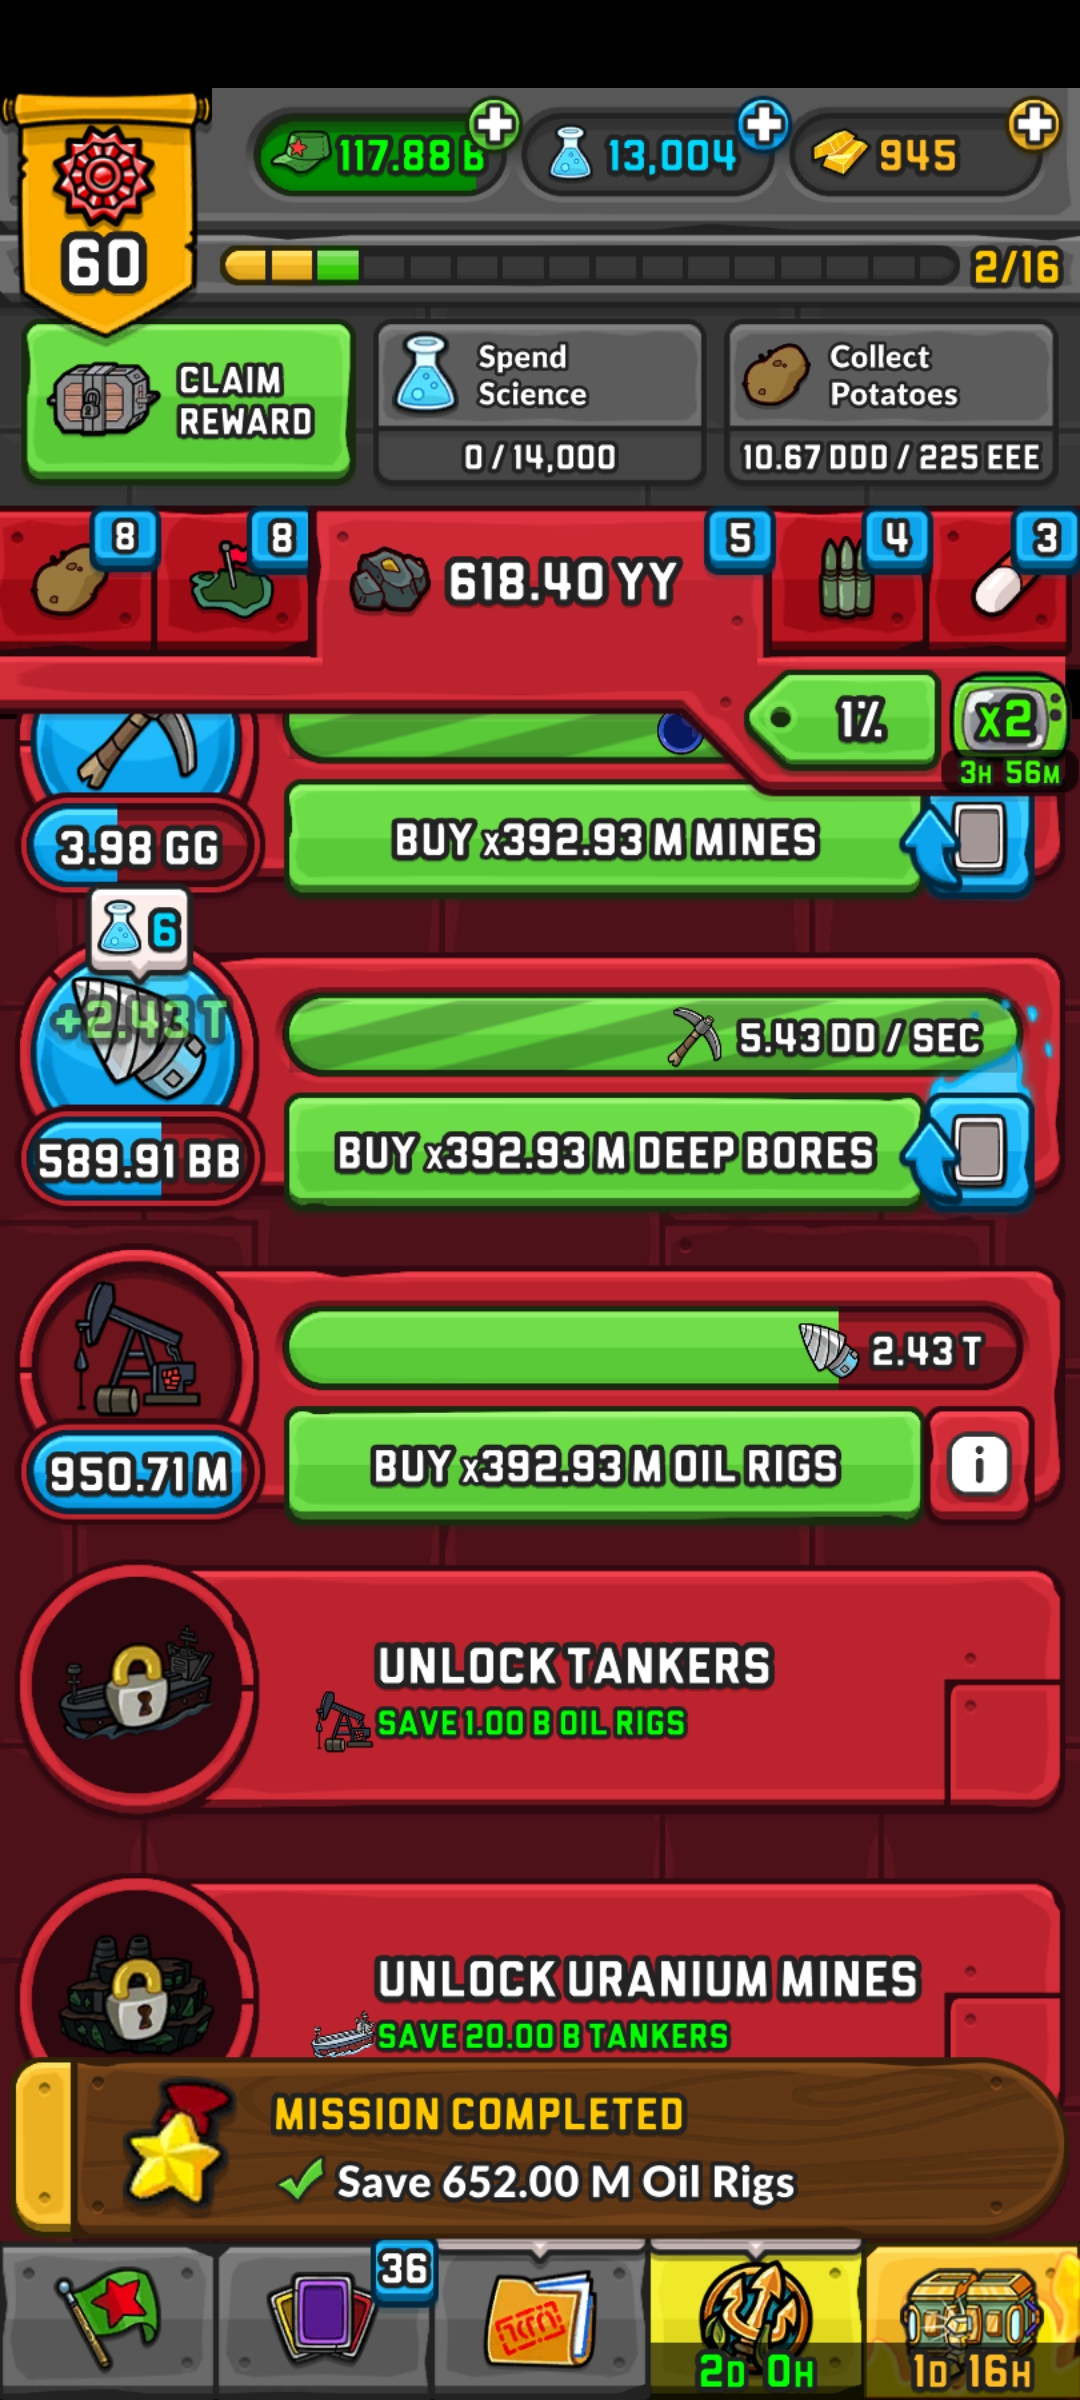 117.88 B
13,004
945
60
2/16
CLAIM
REWARD
Spend
Science
0 / 14,000
Collect
Potatoes
10.67 DDD / 225 EEE
8
8
618.40 YY
5
4
3
1%
x2
3H 56M
3.98 GG
BUY x392.93 M MINES
6
+2.43 T
5.43 DD / SEC
589.91 BB
BUY x392.93 M DEEP BORES
2.43 T
950.71 M
BUY x392.93 M OIL RIGS
i
UNLOCK TANKERS
SAVE 1.00 B OIL RIGS
UNLOCK URANIUM MINES
SAVE 20.00 B TANKERS
MISSION COMPLETED
Save 652.00 M Oil Rigs
36
2D 0H
1D 16H